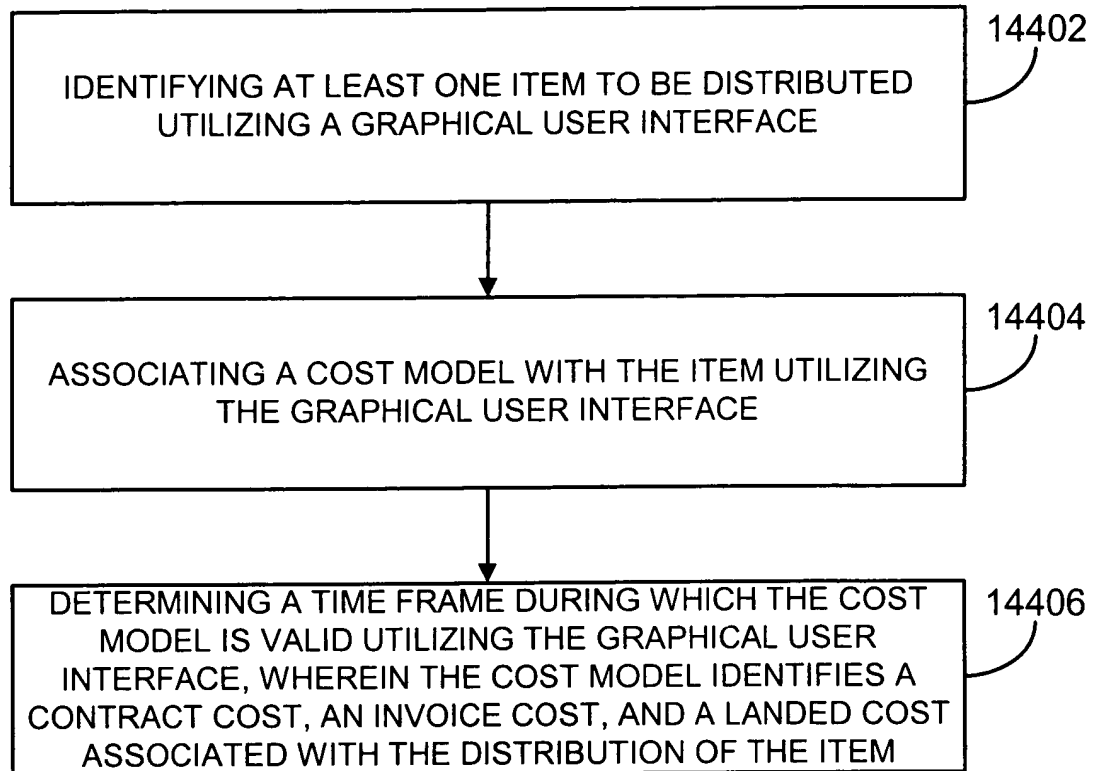 14402
IDENTIFYING AT LEAST ONE ITEM TO BE DISTRIBUTED
UTILIZING A GRAPHICAL USER INTERFACE
14404
ASSOCIATING A COST MODEL WITH THE ITEM UTILIZING
THE GRAPHICAL USER INTERFACE
14406
DETERMINING A TIME FRAME DURING WHICH THE COST
MODEL IS VALID UTILIZING THE GRAPHICAL USER
INTERFACE, WHEREIN THE COST MODEL IDENTIFIES A
CONTRACT COST, AN INVOICE COST, AND A LANDED COST
ASSOCIATED WITH THE DISTRIBUTION OF THE ITEM